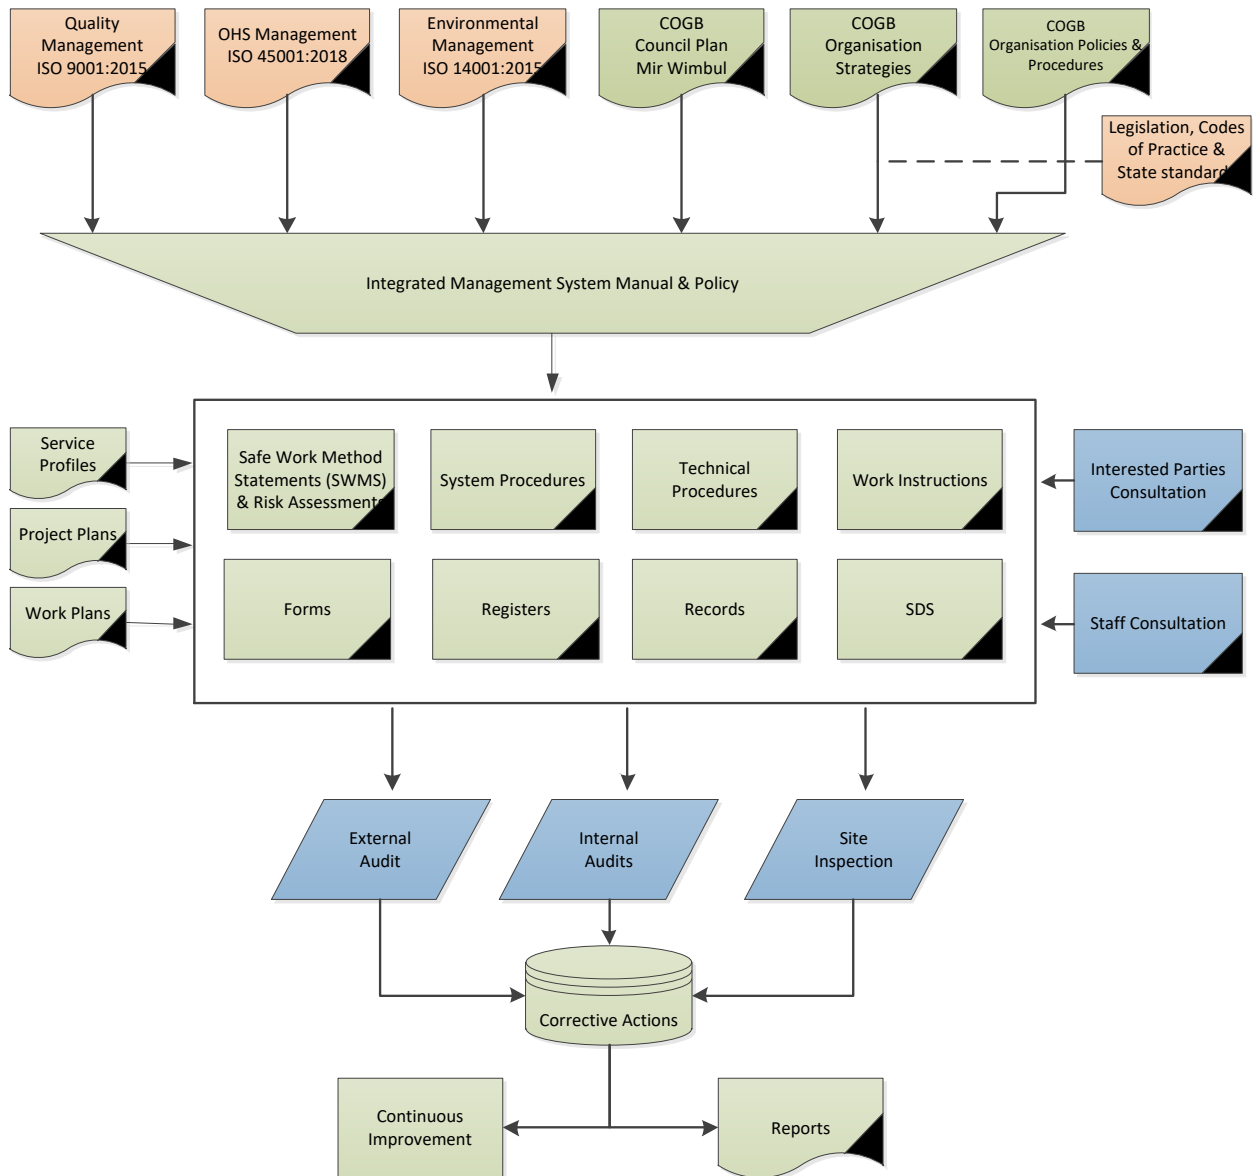 Quality
Management
ISO 9001:2015
OHS Management
ISO 45001:2018
Environmental
Management
ISO 14001:2015
COGB
Council Plan
Mir Wimbul
COGB
Organisation
Strategies
COGB
Organisation Policies &
Procedures
Legislation, Codes
of Practice &
State standards
Integrated Management System Manual & Policy
Service
Profiles
Project Plans
Work Plans
Safe Work Method
Statements (SWMS)
& Risk Assessments
System Procedures
Technical
Procedures
Work Instructions
Forms
Registers
Records
SDS
Interested Parties
Consultation
Staff Consultation
External
Audit
Internal
Audits
Site
Inspection
Corrective Actions
Continuous
Improvement
Reports